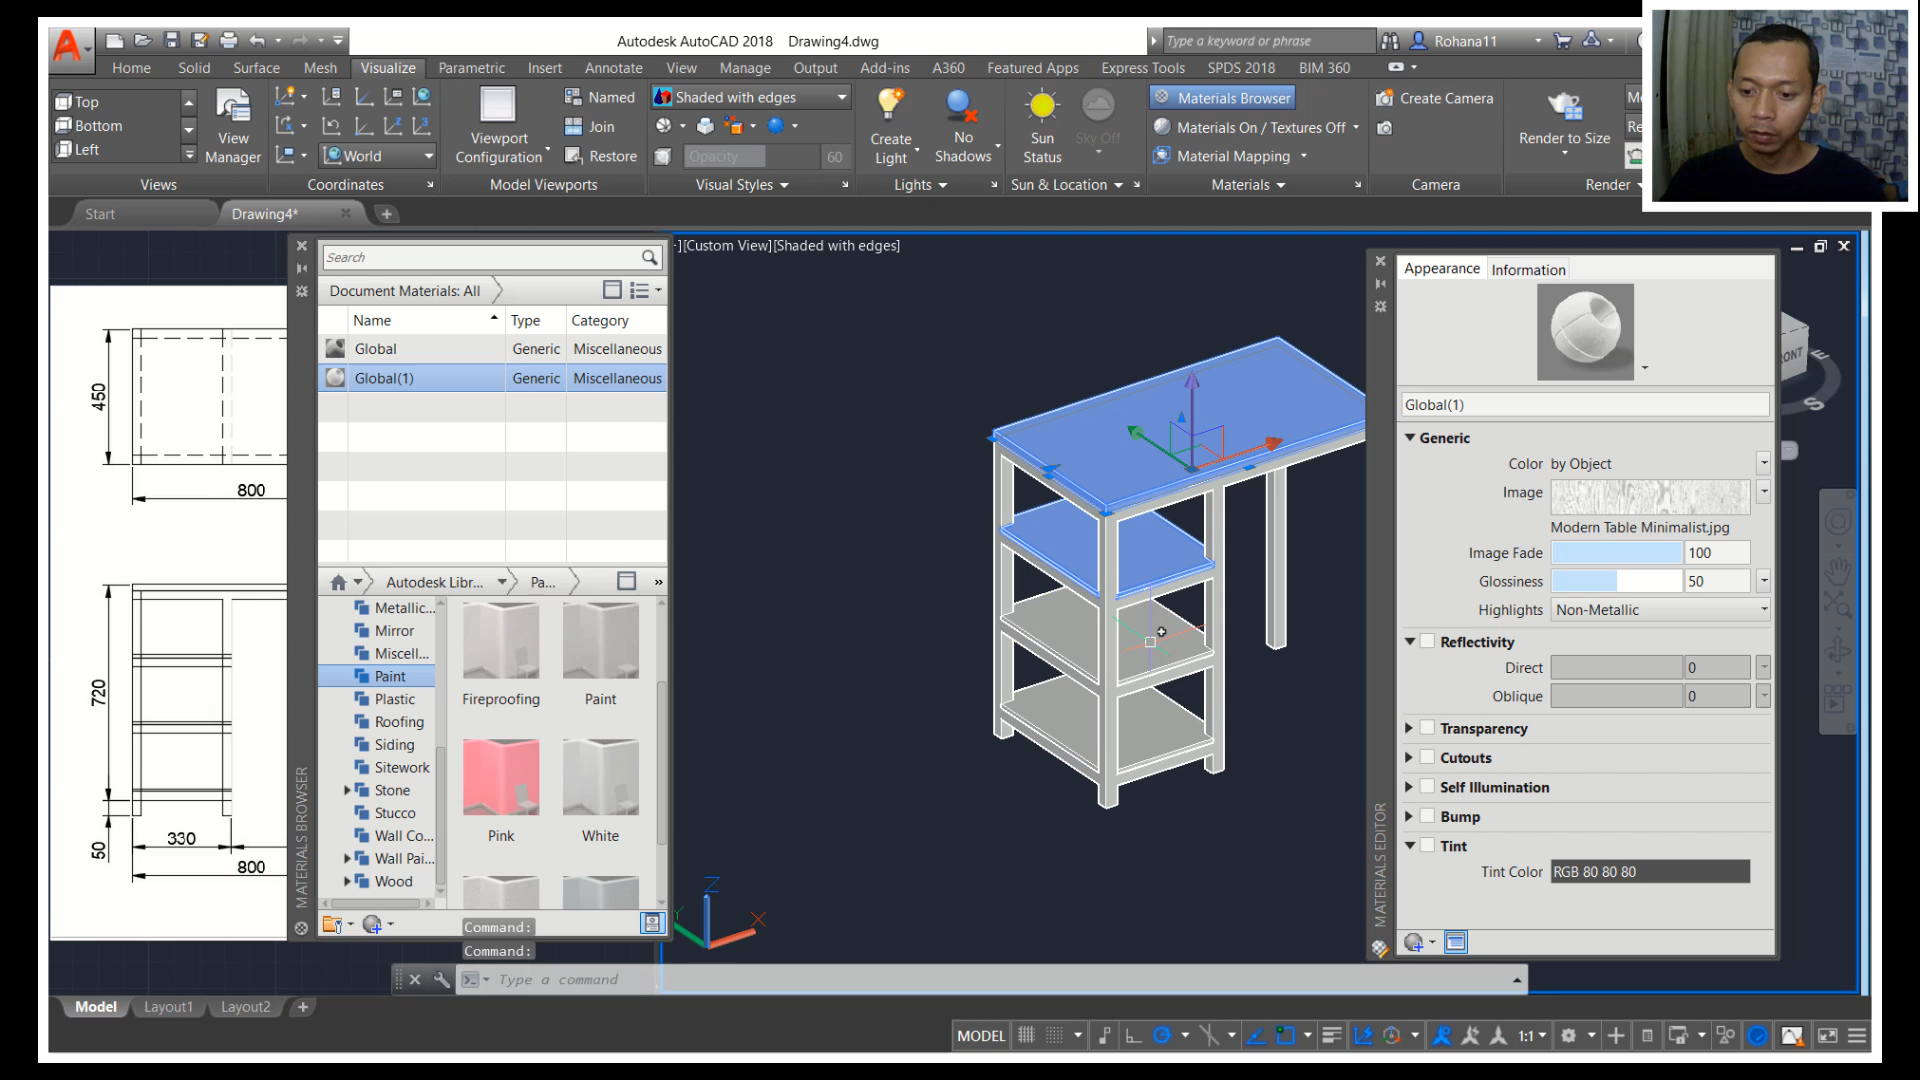 Autodesk AutoCAD 2018 Drawing4.dwg
Type a keyword or phrase
Rohana11
Home Solid Surface Mesh Visualize Parametric Insert Annotate View Manage Output Add-ins A360 Featured Apps Express Tools SPDS 2018 BIM 360
Top
Bottom
Left
View
Manager
Views
World
Coordinates
Viewport
Configuration
Named
Join
Restore
Model Viewports
Shaded with edges
Opacity 60
Visual Styles
Create
Light
No
Shadows
Lights
Sun
Status
Sky Off
Sun & Location
Materials Browser
Materials On / Textures Off
Material Mapping
Materials
Create Camera
Camera
Render to Size
Render
Start
Drawing4*
450
800
720
50
330
800
Search
Document Materials: All
Name Type Category
Global Generic Miscellaneous
Global(1) Generic Miscellaneous
Autodesk Libr... Pa...
Metallic...
Mirror
Miscell...
Paint
Plastic
Roofing
Siding
Sitework
Stone
Stucco
Wall Co...
Wall Pai...
Wood
Fireproofing
Paint
Pink
White
MATERIALS BROWSER
Command:
Command:
Type a command
[Custom View][Shaded with edges]
Z
X
Y
FRONT
E
S
Appearance Information
Global(1)
Generic
Color by Object
Image
Modern Table Minimalist.jpg
Image Fade 100
Glossiness 50
Highlights Non-Metallic
Reflectivity
Direct 0
Oblique 0
Transparency
Cutouts
Self Illumination
Bump
Tint
Tint Color RGB 80 80 80
MATERIALS EDITOR
Model Layout1 Layout2
MODEL
1:1